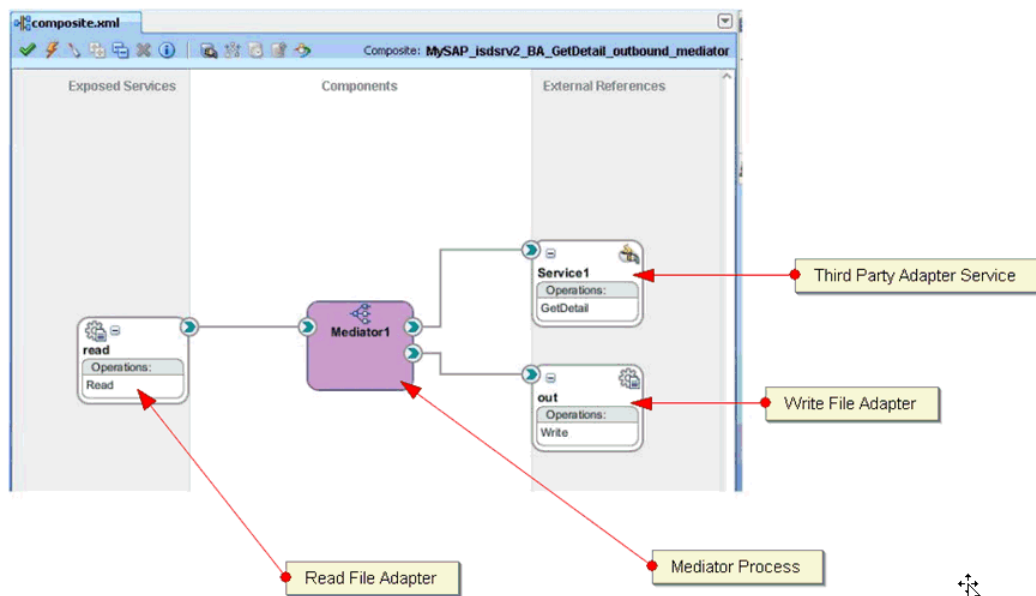 composite.xml
Composite: MySAP_isdsrv2_BA_GetDetail_outbound_mediator
Exposed Services
Components
External References
Service1
Operations:
GetDetail
Third Party Adapter Service
Mediator1
read
Operations:
Read
out
Operations:
Write
Write File Adapter
Read File Adapter
Mediator Process